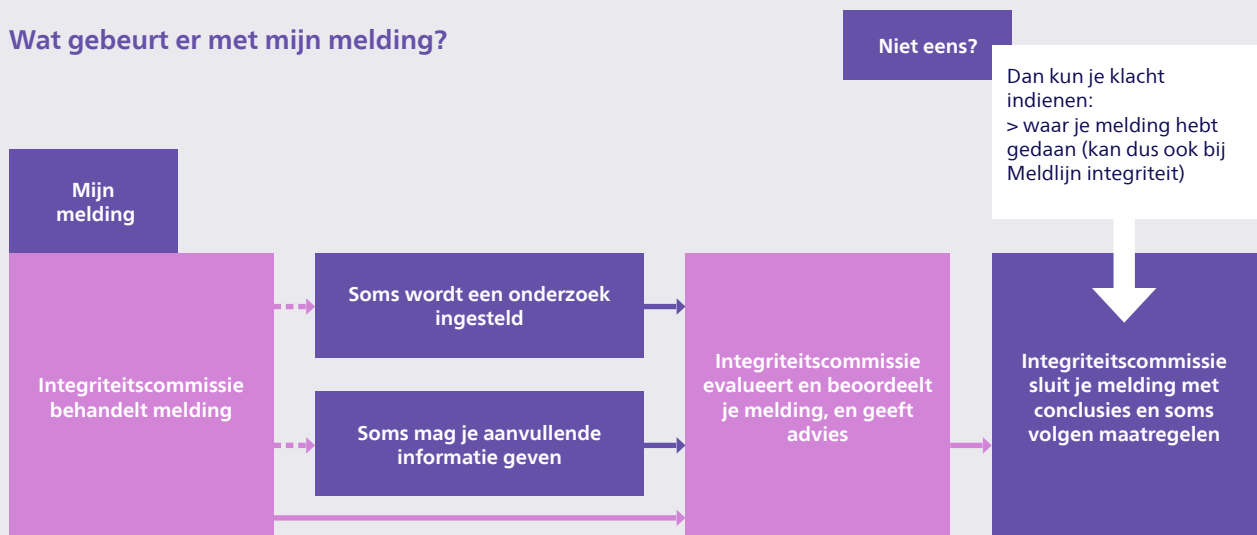 Wat gebeurt er met mijn melding?
Niet eens?
Dan kun je klacht
indienen:
> waar je melding hebt
gedaan (kan dus ook bij
Meldlijn integriteit)
Mijn
melding
Integriteitscommissie
behandelt melding
Soms wordt een onderzoek
ingesteld
Soms mag je aanvullende
informatie geven
Integriteitscommissie
evalueert en beoordeelt
je melding, en geeft
advies
Integriteitscommissie
sluit je melding met
conclusies en soms
volgen maatregelen